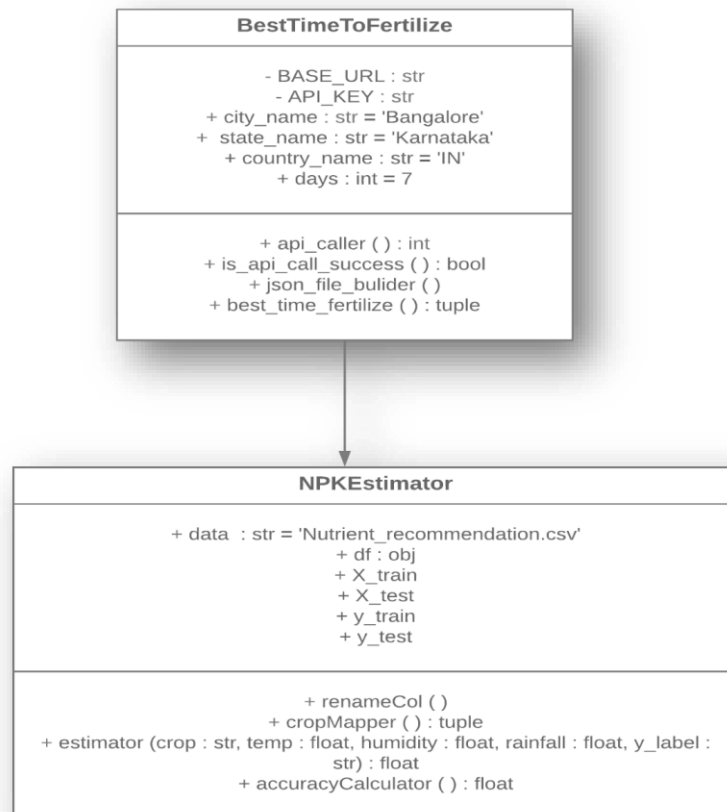 BestTimeToFertilize
- BASE_URL : str
- API_KEY : str
+ city_name : str = 'Bangalore'
+ state_name : str = 'Karnataka'
+ country_name : str = 'IN'
+ days : int = 7
+ api_caller ( ) : int
+ is_api_call_success ( ) : bool
+ json_file_bulider ( )
+ best_time_fertilize ( ) : tuple
NPKEstimator
+ data : str = 'Nutrient_recommendation.csv'
+ df : obj
+ X_train
+ X_test
+ y_train
+ y_test
+ renameCol ( )
+ cropMapper ( ) : tuple
+ estimator (crop : str, temp : float, humidity : float, rainfall : float, y_label :
str) : float
+ accuracyCalculator ( ) : float